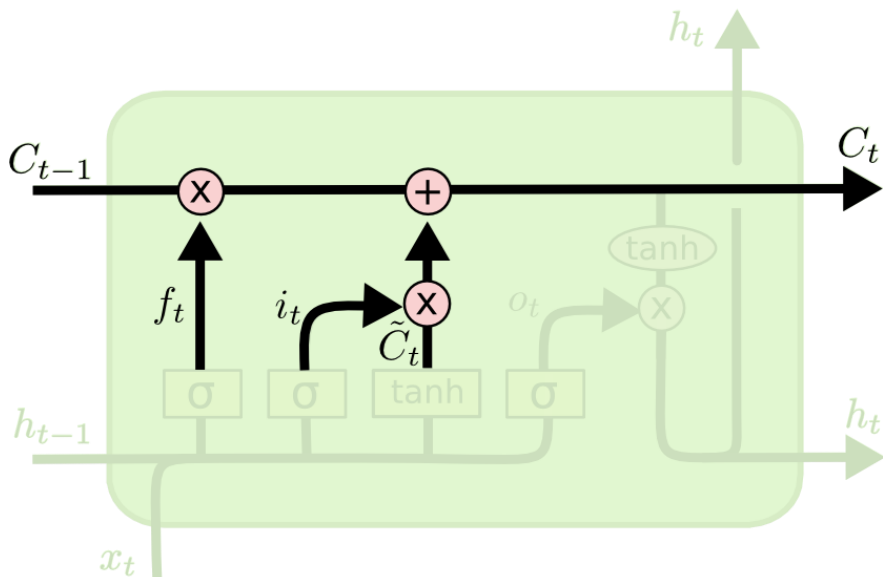 h_t
C_{t-1}
C_t
x
+
tanh
f_t
i_t
x
o_t
x
C̃_t
σ
σ
tanh
σ
h_{t-1}
h_t
x_t